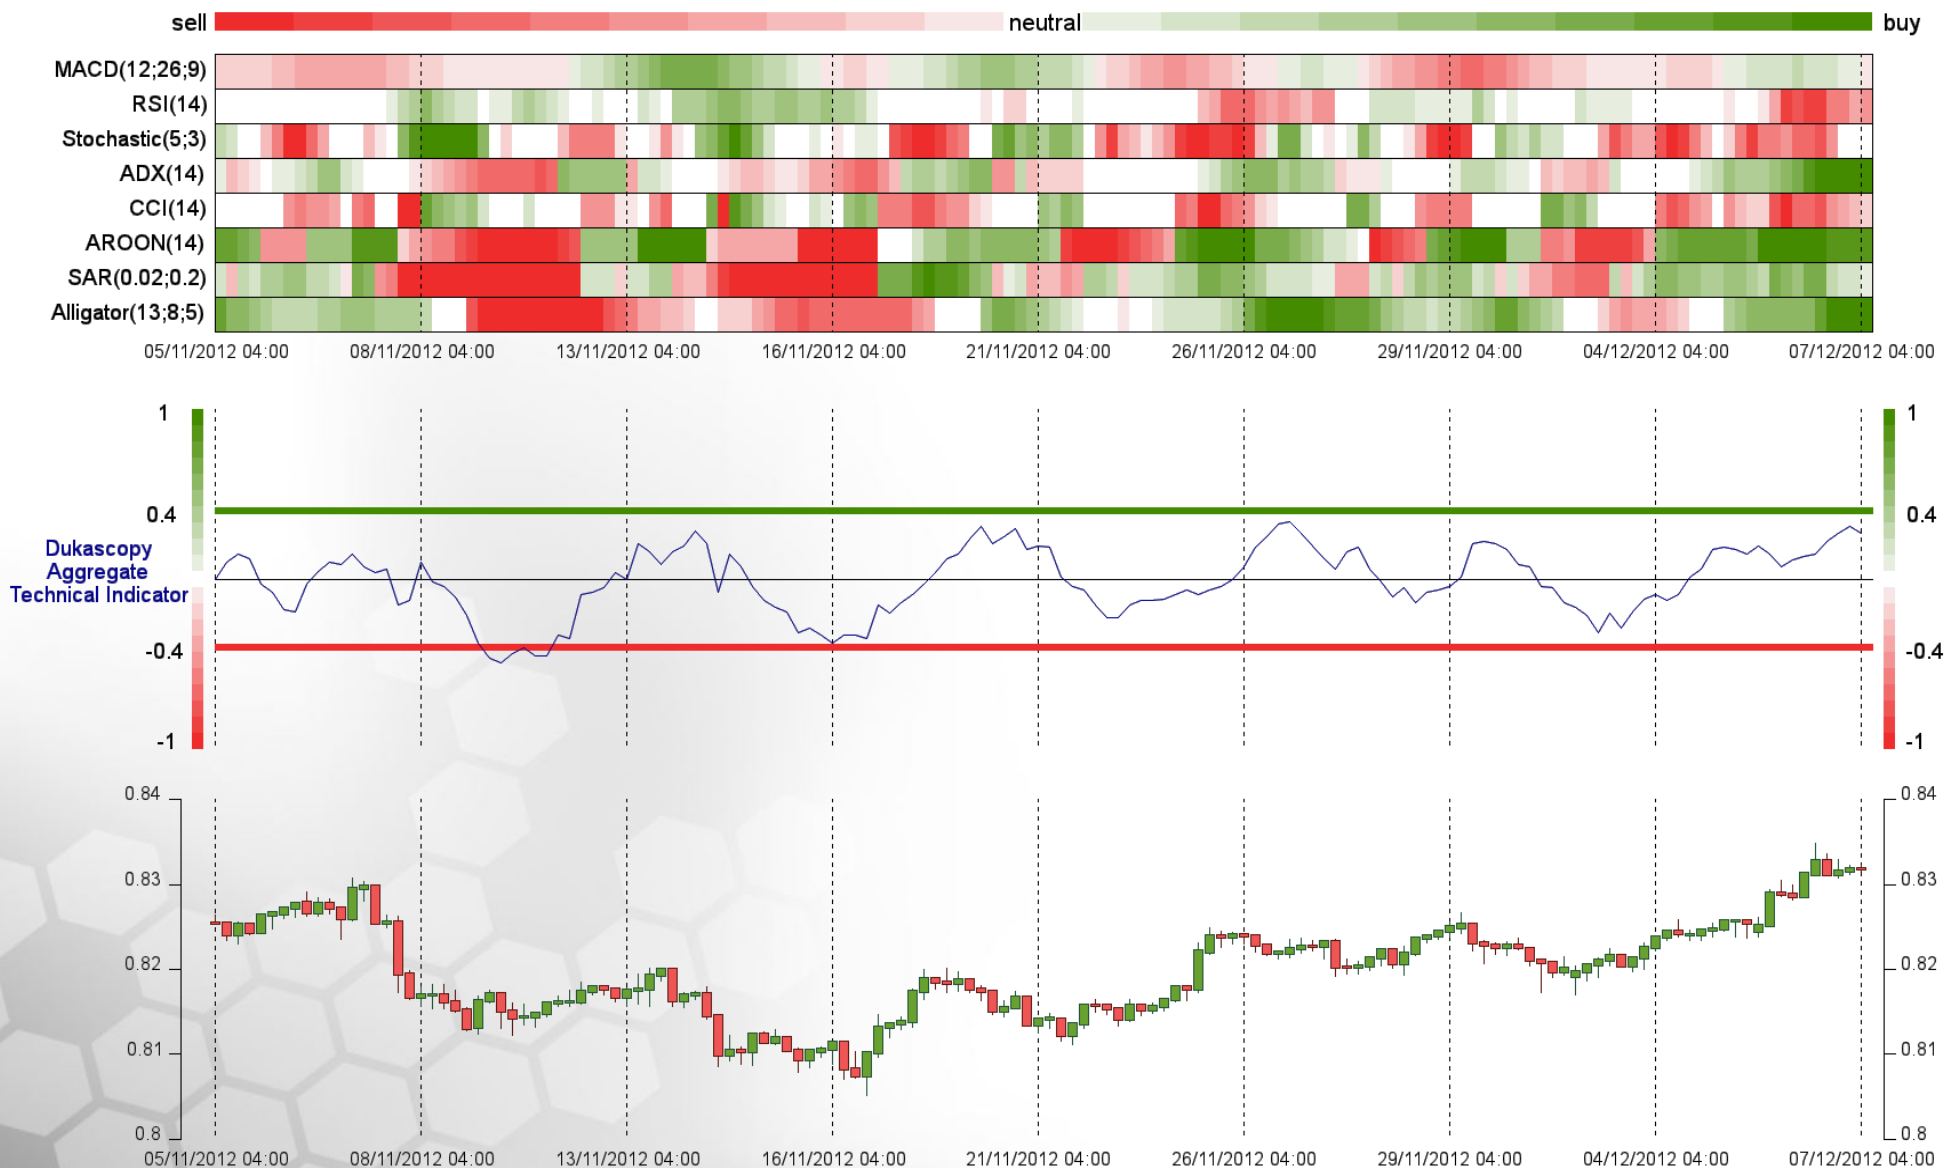 sell neutral buy
MACD(12;26;9)
RSI(14)
Stochastic(5;3)
ADX(14)
CCI(14)
AROON(14)
SAR(0.02;0.2)
Alligator(13;8;5)
05/11/2012 04:00 08/11/2012 04:00 13/11/2012 04:00 16/11/2012 04:00 21/11/2012 04:00 26/11/2012 04:00 29/11/2012 04:00 04/12/2012 04:00 07/12/2012 04:00
1 1
0.4 0.4
Dukascopy
Aggregate
Technical Indicator
-0.4 -0.4
-1 -1
0.84 0.84
0.83 0.83
0.82 0.82
0.81 0.81
0.8 0.8
05/11/2012 04:00 08/11/2012 04:00 13/11/2012 04:00 16/11/2012 04:00 21/11/2012 04:00 26/11/2012 04:00 29/11/2012 04:00 04/12/2012 04:00 07/12/2012 04:00